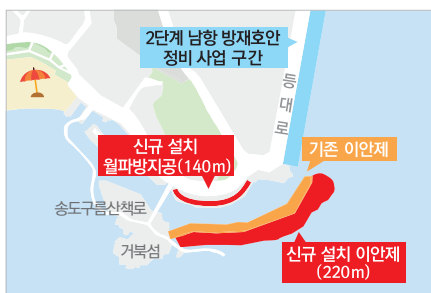 2단계 남항 방재호안
정비 사업 구간
등대로
신규 설치
월파방지공(140m)
기존 이안제
송도구름산책로
거북섬
신규 설치 이안제
(220m)